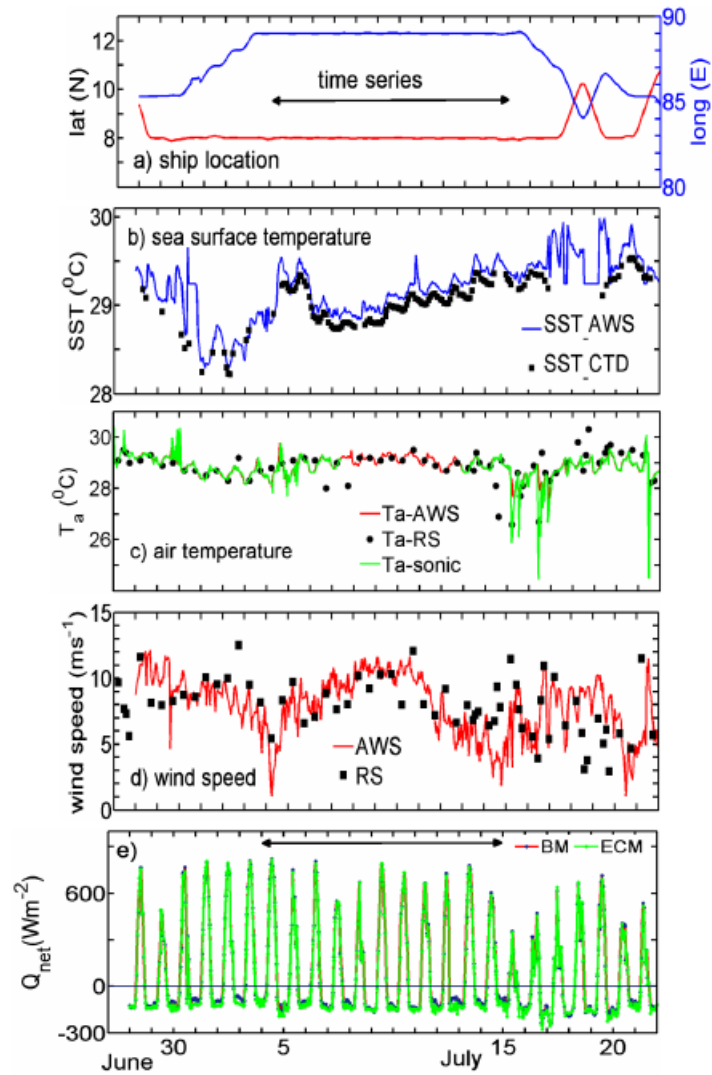 12
10
8
lat (N)
90
85
80
long (E)
time series
a) ship location
30
29
28
SST (⁰C)
b) sea surface temperature
SST_AWS
SST_CTD
30
28
26
Tₐ (⁰C)
Ta-AWS
Ta-RS
Ta-sonic
c) air temperature
15
10
5
0
wind speed (ms⁻¹)
AWS
RS
d) wind speed
e)
BM
ECM
600
0
-300
Qₙₑₜ(Wm⁻²)
30
5
15
20
June
July